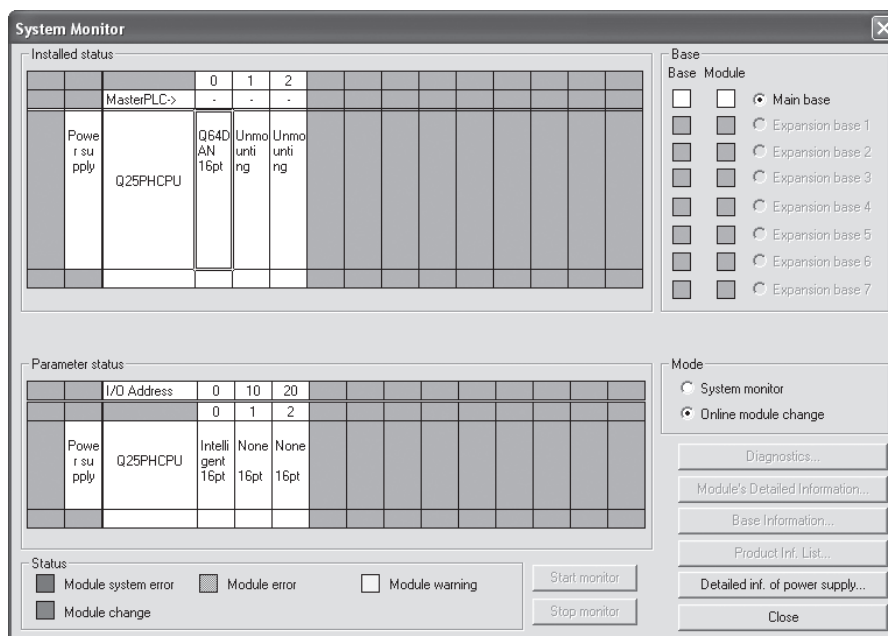 System Monitor
Installed status
0 1 2
MasterPLC-> - - -
Powe
r su
pply
Q25PHCPU
Q64D
AN
16pt
Unmo
unti
ng
Unmo
unti
ng
Base
Base Module
Main base
Expansion base 1
Expansion base 2
Expansion base 3
Expansion base 4
Expansion base 5
Expansion base 6
Expansion base 7
Parameter status
I/O Address 0 10 20
0 1 2
Powe
r su
pply
Q25PHCPU
Intelli
gent
16pt
None
16pt
None
16pt
Mode
System monitor
Online module change
Diagnostics...
Module's Detailed Information...
Base Information...
Product Inf. List...
Detailed inf. of power supply...
Close
Status
Module system error
Module error
Module warning
Module change
Start monitor
Stop monitor